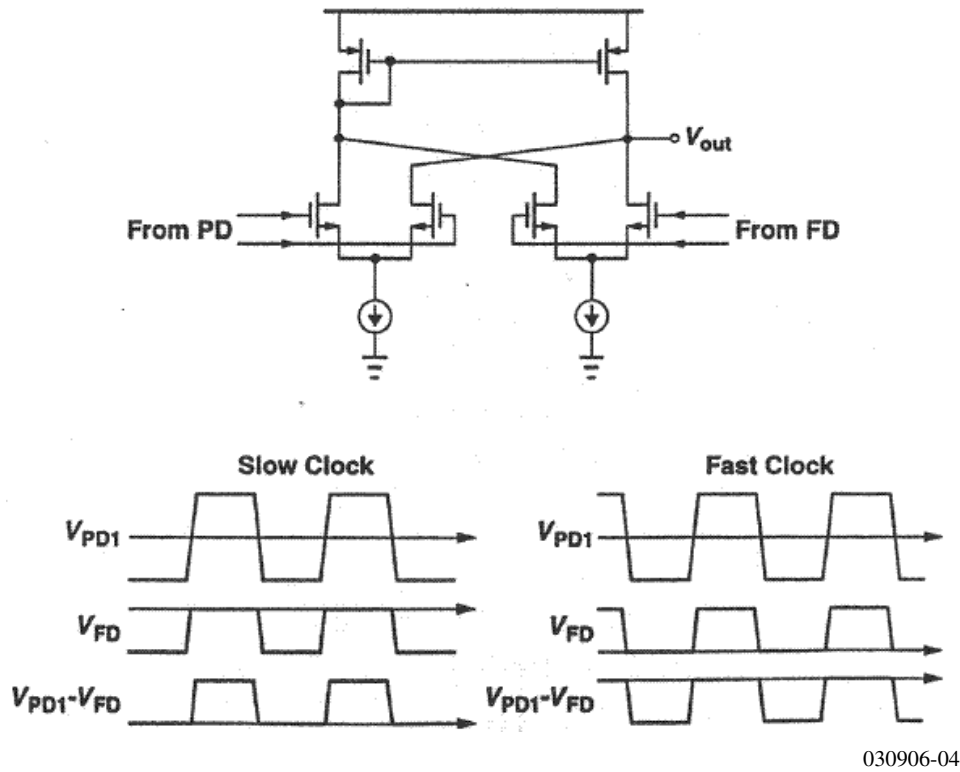 Vout
From PD
From FD
Slow Clock
Fast Clock
VPD1
VPD1
VFD
VFD
VPD1-VFD
VPD1-VFD
030906-04